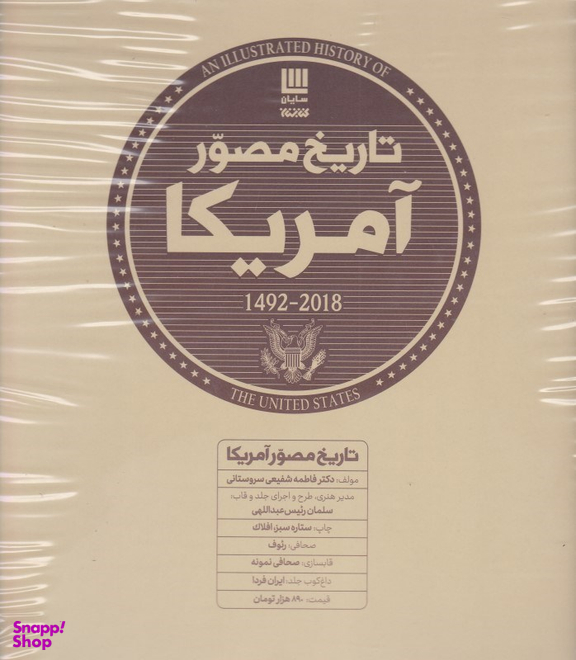 AN ILLUSTRATED HISTORY OF
سایان
تاریخ مصوّر
آمریکا
1492-2018
THE UNITED STATES
تاریخ مصوّر آمریکا
مولف: دکتر فاطمه شفیعی سروستانی
مدیر هنری، طرح و اجرای جلد و قاب:
سلمان رئیس‌عبداللهی
چاپ: ستاره سبز، افلاک
صحافی: رئوف
قابسازی: صحافی نمونه
داغ‌کوب جلد: ایران فردا
قیمت: ۸۹۰ هزار تومان
Snapp!
Shop